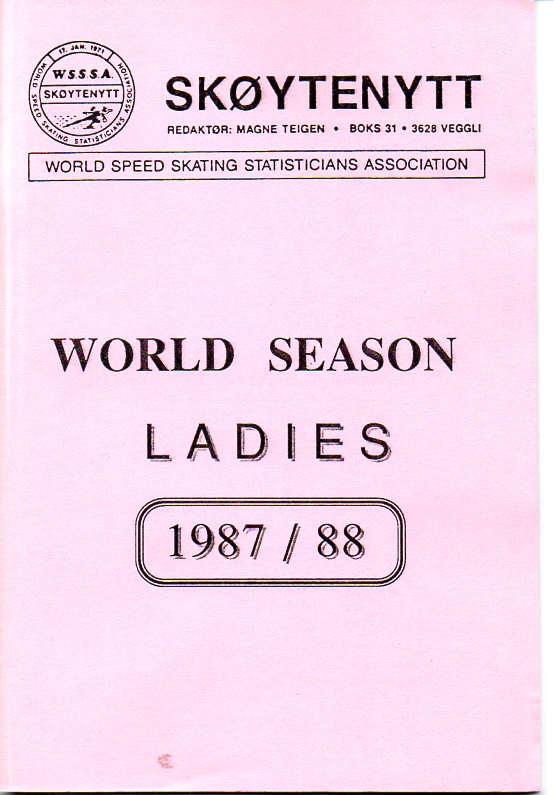 17. JAN. 1971
WORLD SPEED SKATING STATISTICIANS ASSOCIATION
W.S.S.S.A.
SKØYTENYTT
SKØYTENYTT
REDAKTØR: MAGNE TEIGEN • BOKS 31 • 3628 VEGGLI
WORLD SPEED SKATING STATISTICIANS ASSOCIATION
WORLD SEASON
LADIES
1987 / 88